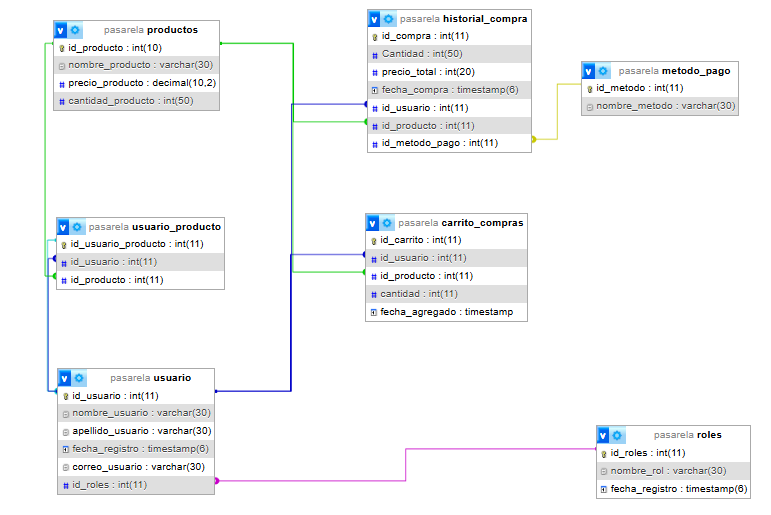 pasarela productos
id_producto : int(10)
nombre_producto : varchar(30)
precio_producto : decimal(10,2)
cantidad_producto : int(50)
pasarela historial_compra
id_compra : int(11)
Cantidad : int(50)
precio_total : int(20)
fecha_compra : timestamp(6)
id_usuario : int(11)
id_producto : int(11)
id_metodo_pago : int(11)
pasarela metodo_pago
id_metodo : int(11)
nombre_metodo : varchar(30)
pasarela usuario_producto
id_usuario_producto : int(11)
id_usuario : int(11)
id_producto : int(11)
pasarela carrito_compras
id_carrito : int(11)
id_usuario : int(11)
id_producto : int(11)
cantidad : int(11)
fecha_agregado : timestamp
pasarela usuario
id_usuario : int(11)
nombre_usuario : varchar(30)
apellido_usuario : varchar(30)
fecha_registro : timestamp(6)
correo_usuario : varchar(30)
id_roles : int(11)
pasarela roles
id_roles : int(11)
nombre_rol : varchar(30)
fecha_registro : timestamp(6)